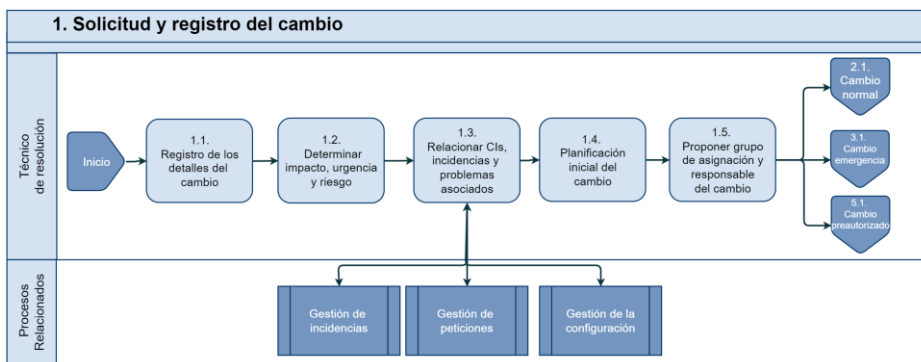 1. Solicitud y registro del cambio
Técnico
de resolución
Inicio
1.1.
Registro de los
detalles del
cambio
1.2.
Determinar
impacto, urgencia
y riesgo
1.3.
Relacionar CIs,
incidencias y
problemas
asociados
1.4.
Planificación
inicial del
cambio
1.5.
Proponer grupo
de asignación y
responsable
del cambio
2.1.
Cambio
normal
3.1.
Cambio
emergencia
5.1.
Cambio
preautorizado
Procesos
Relacionados
Gestión de
incidencias
Gestión de
peticiones
Gestión de la
configuración